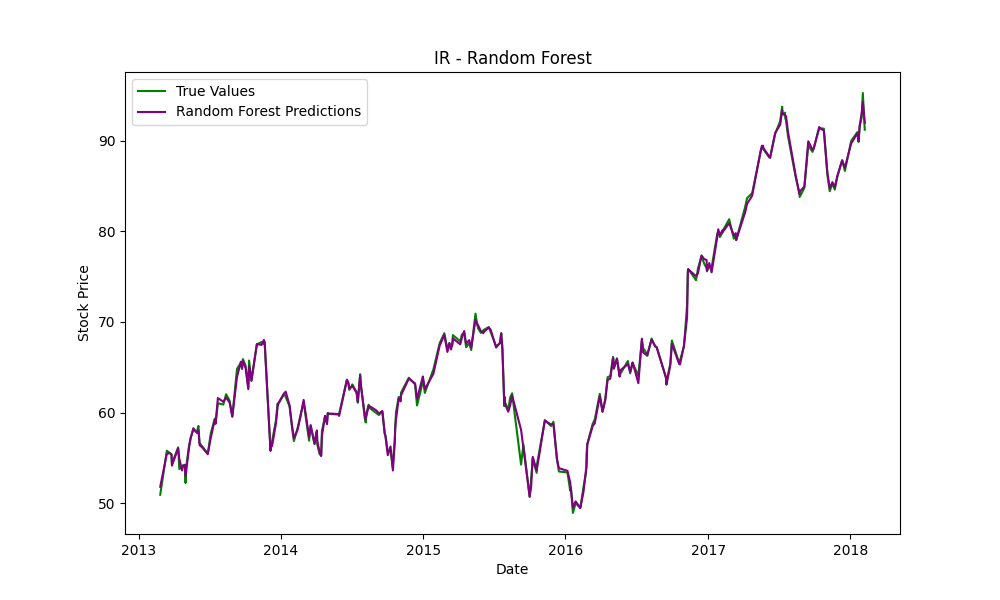 IR - Random Forest
True Values
Random Forest Predictions
90
80
70
60
50
Stock Price
2013 2014 2015 2016 2017 2018
Date